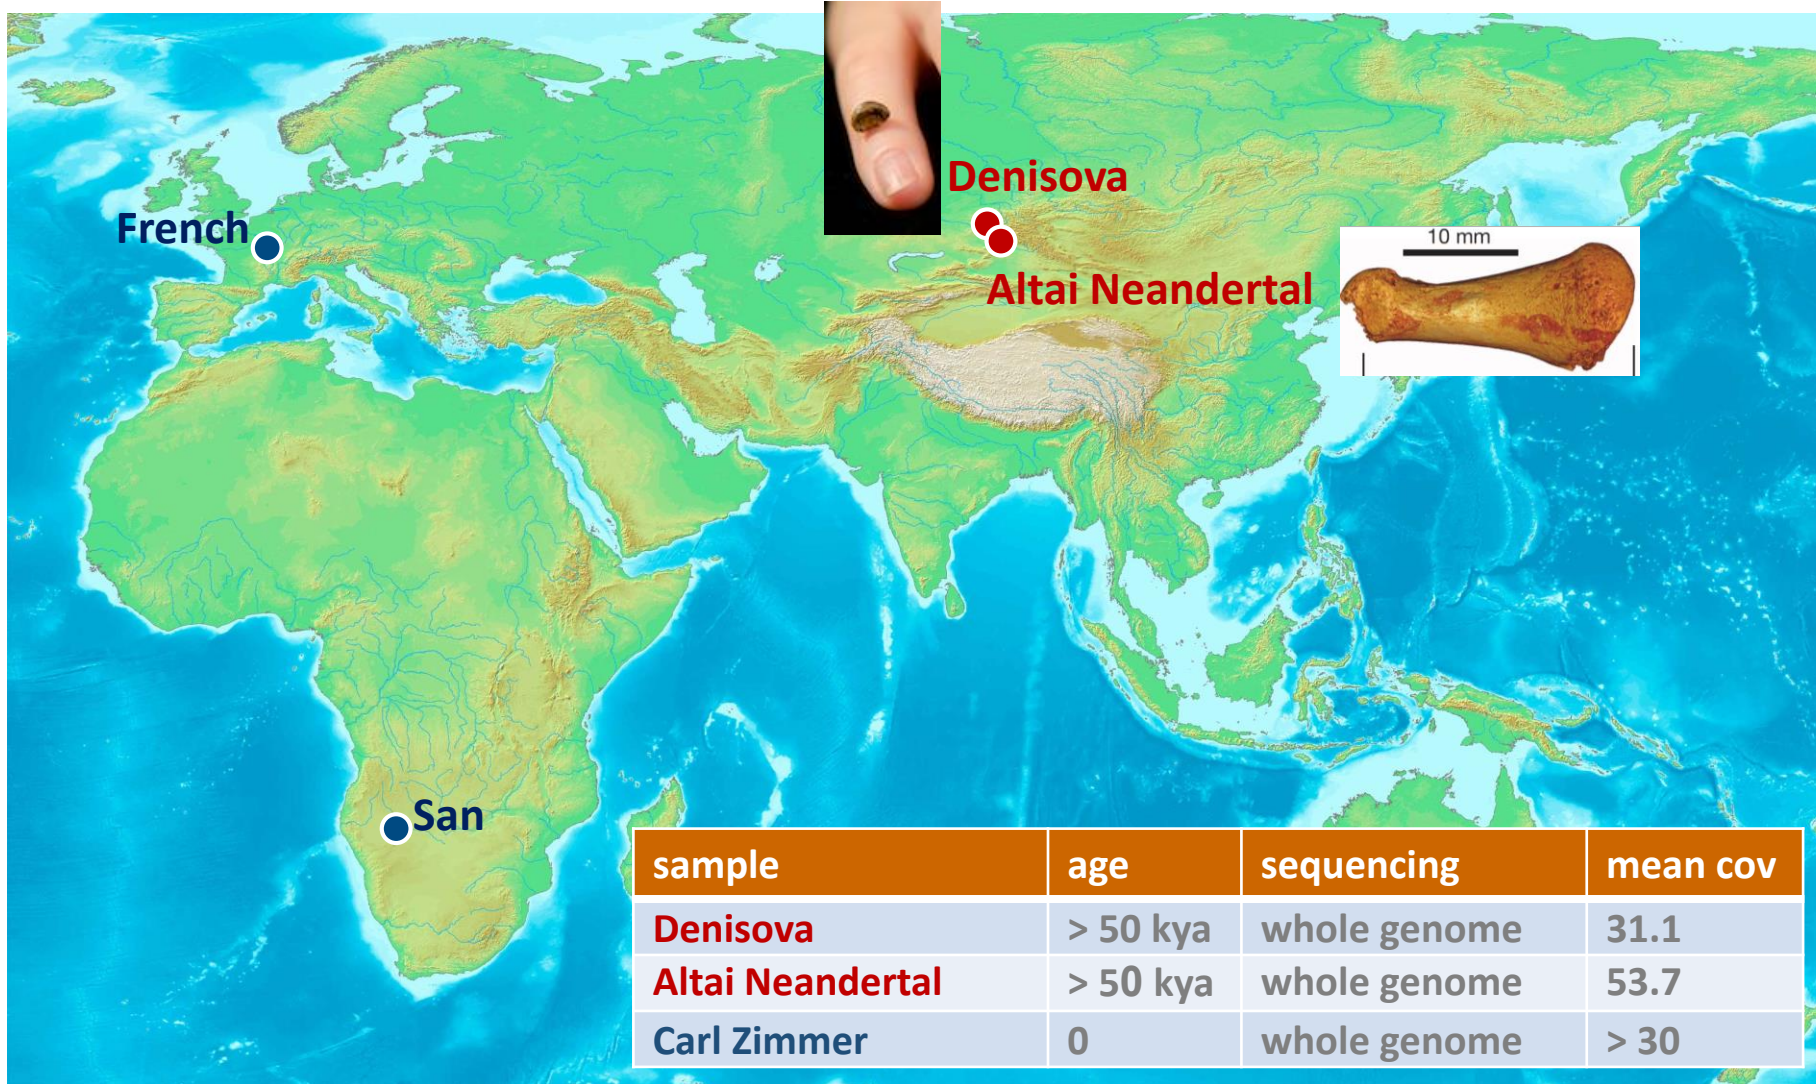 Denisova
French
10 mm
Altai Neandertal
San
sample age sequencing mean cov
Denisova > 50 kya whole genome 31.1
Altai Neandertal > 50 kya whole genome 53.7
Carl Zimmer 0 whole genome > 30